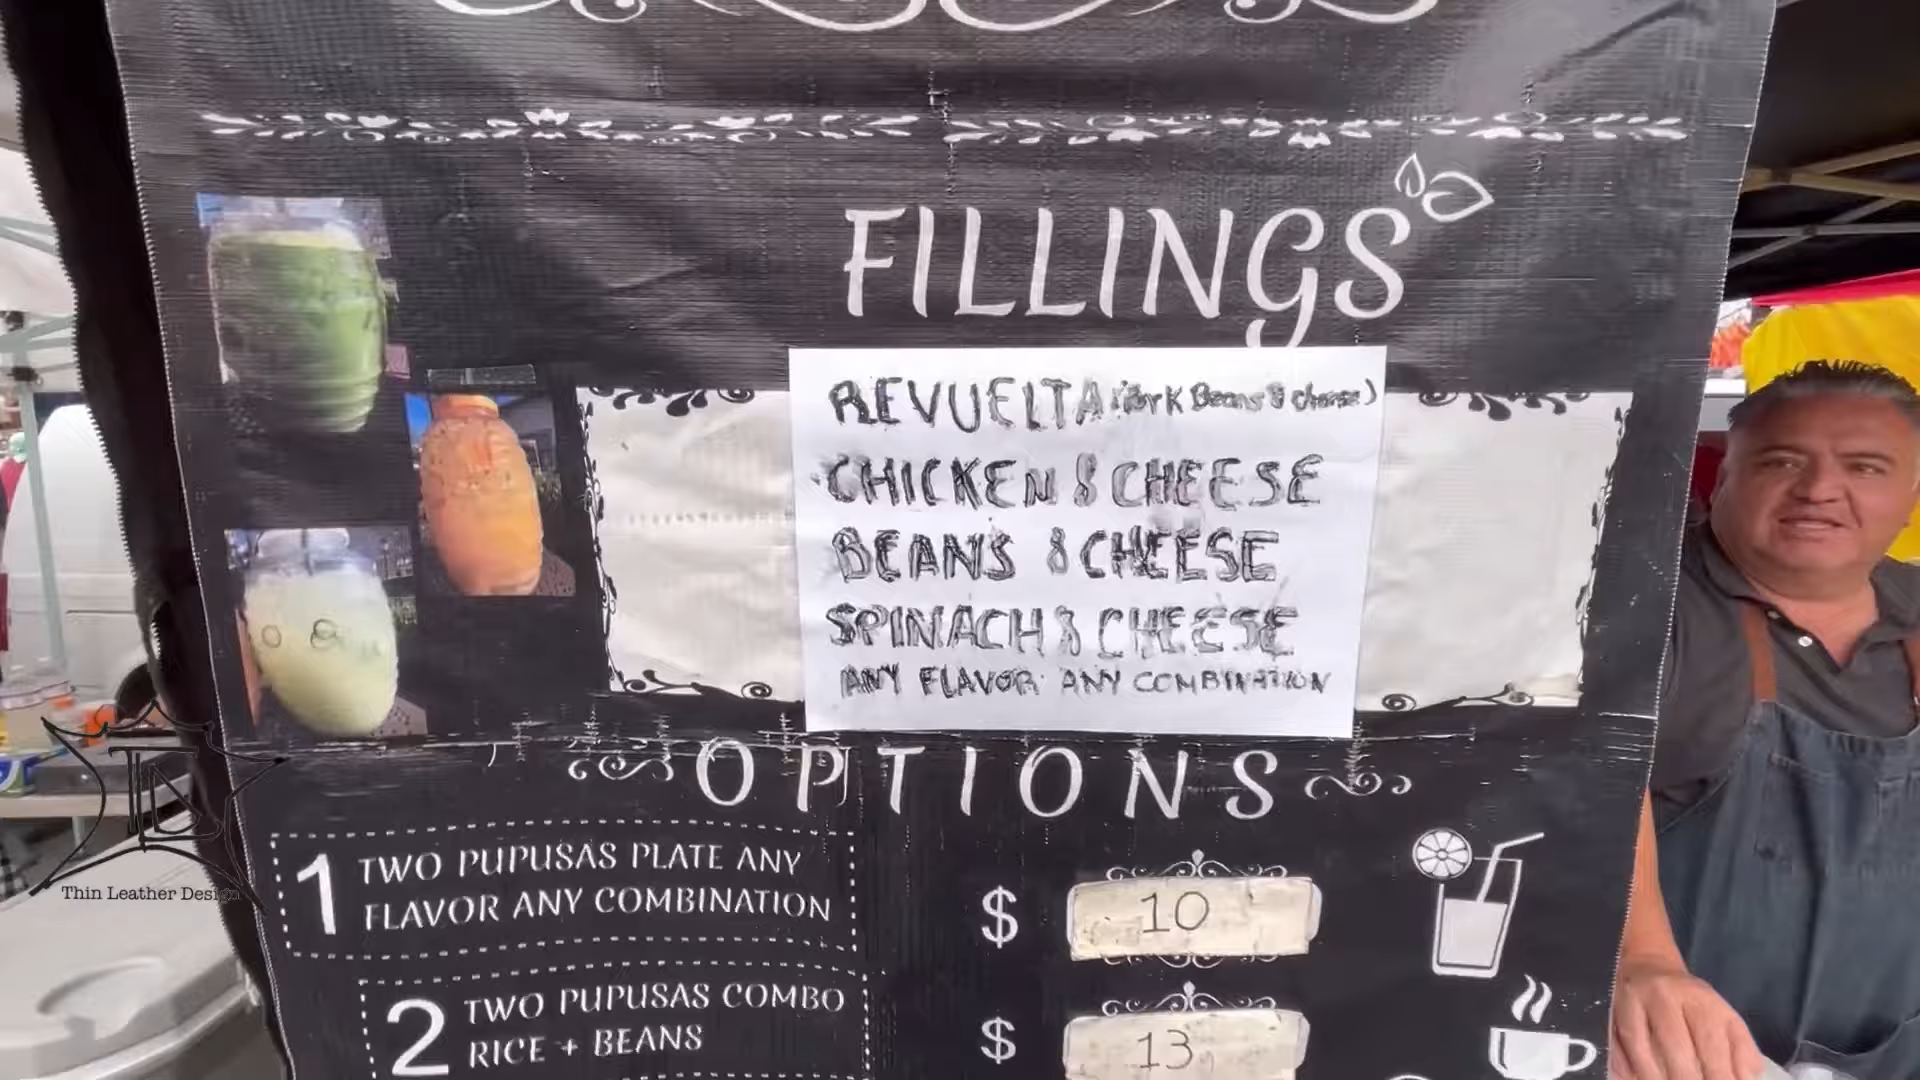 FILLINGS
REVUELTA (Pork Beans & cheese)
CHICKEN & CHEESE
BEANS & CHEESE
SPINACH & CHEESE
ANY FLAVOR ANY COMBINATION
OPTIONS
1 TWO PUPUSAS PLATE ANY
FLAVOR ANY COMBINATION
$ 10
2 TWO PUPUSAS COMBO
RICE + BEANS
$ 13
Thin Leather Design